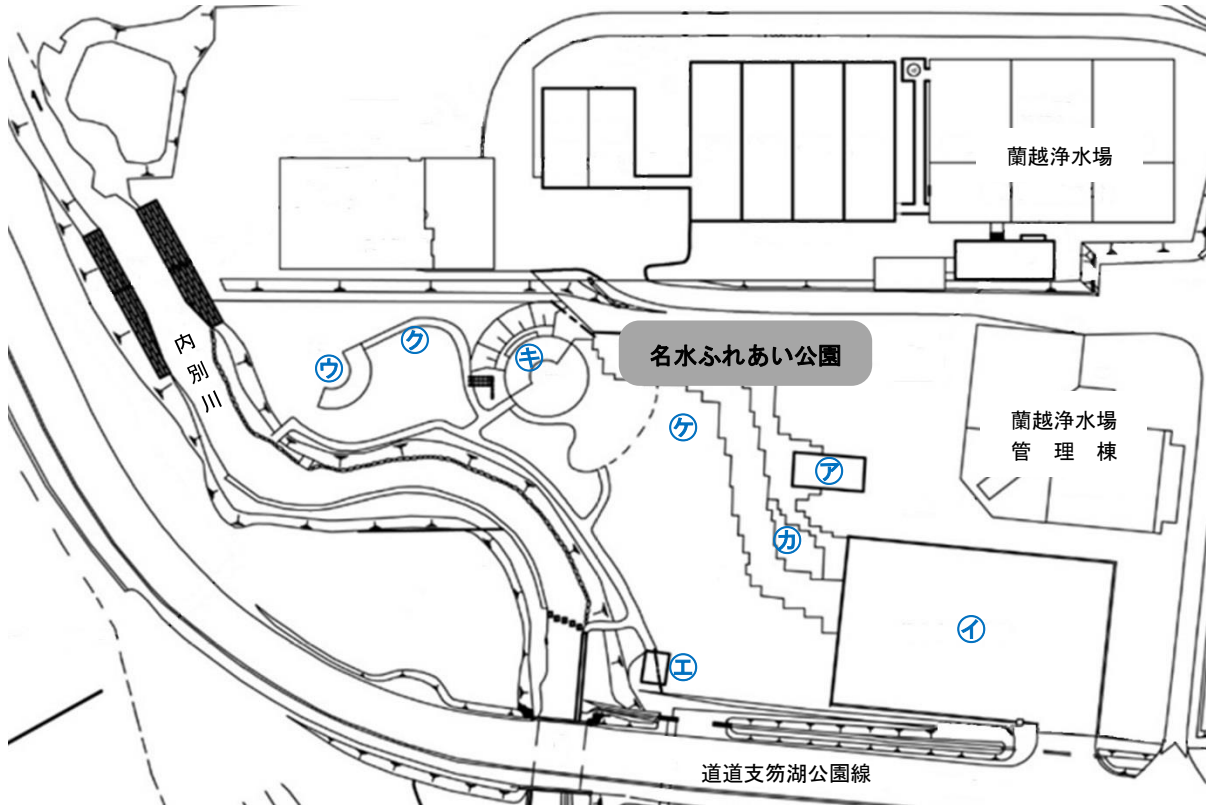 蘭越浄水場
名水ふれあい公園
内別川
ウ
ク
キ
ケ
蘭越浄水場
管理棟
ア
カ
イ
エ
道道支笏湖公園線